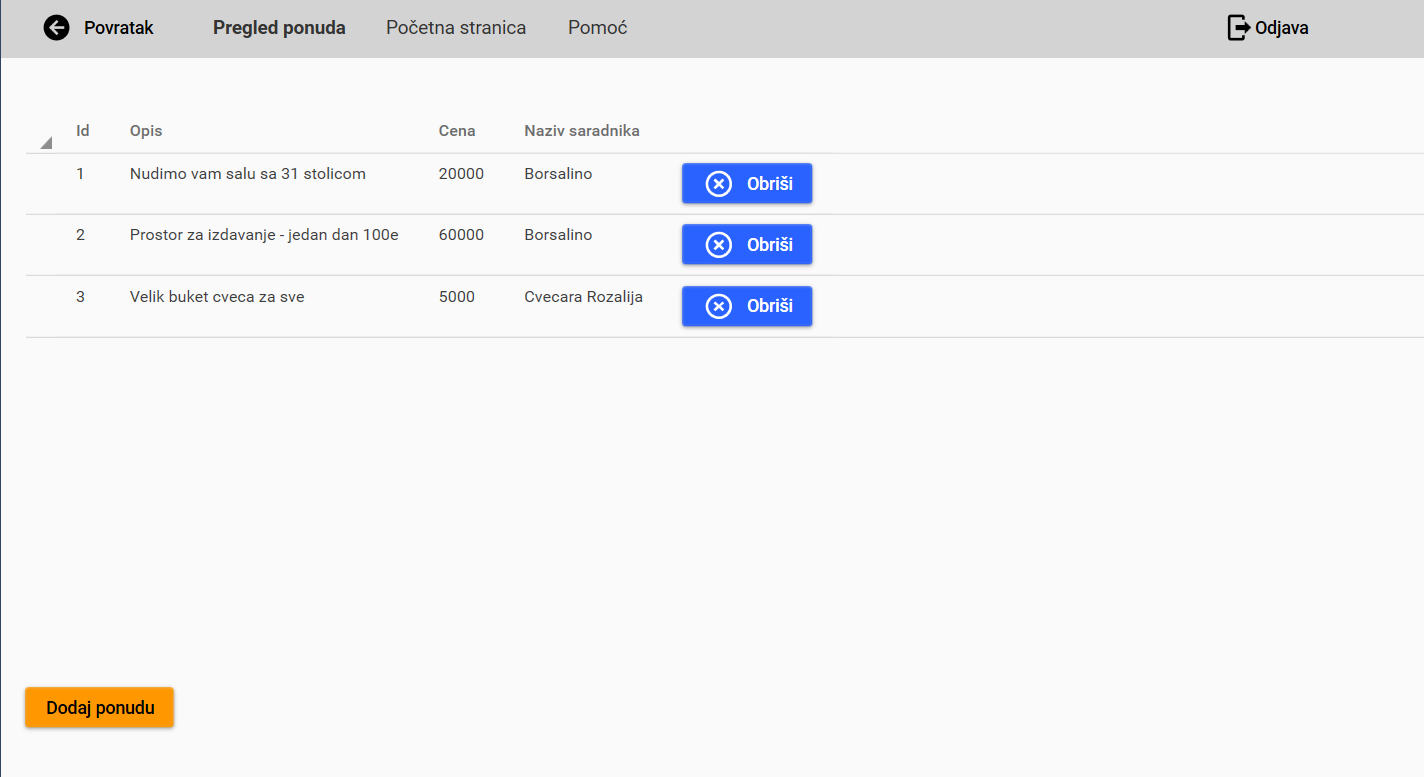 Povratak Pregled ponuda Početna stranica Pomoć Odjava
Id Opis Cena Naziv saradnika
1 Nudimo vam salu sa 31 stolicom 20000 Borsalino Obriši
2 Prostor za izdavanje - jedan dan 100e 60000 Borsalino Obriši
3 Velik buket cveca za sve 5000 Cvecara Rozalija Obriši
Dodaj ponudu